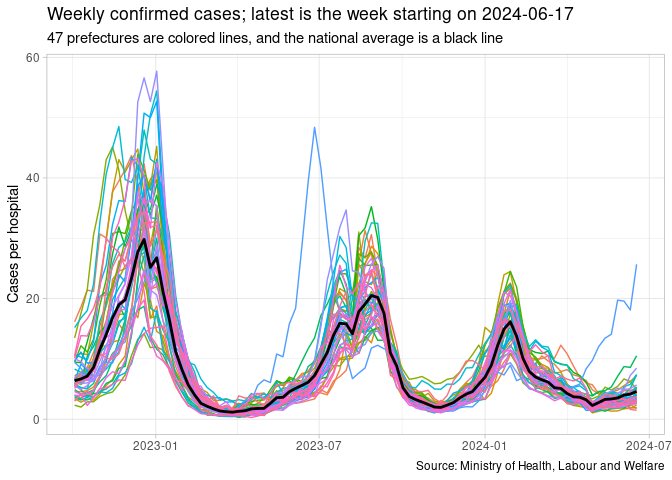 Weekly confirmed cases; latest is the week starting on 2024-06-17
47 prefectures are colored lines, and the national average is a black line
60
40
20
0
Cases per hospital
2023-01
2023-07
2024-01
2024-07
Source: Ministry of Health, Labour and Welfare